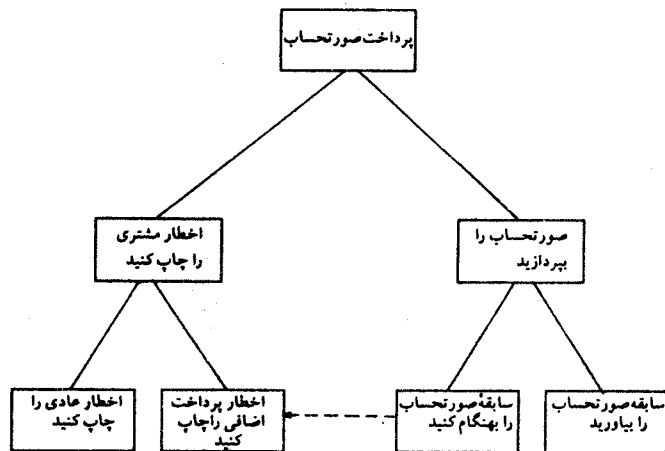 پرداخت صورتحساب
صورتحساب را
بپردازید
اخطار مشتری
را چاپ کنید
سابقه صورتحساب
را بیاورید
سابقهٔ صورتحساب
را بهنگام کنید
اخطار پرداخت
اضافی را چاپ
کنید
اخطار عادی را
چاپ کنید